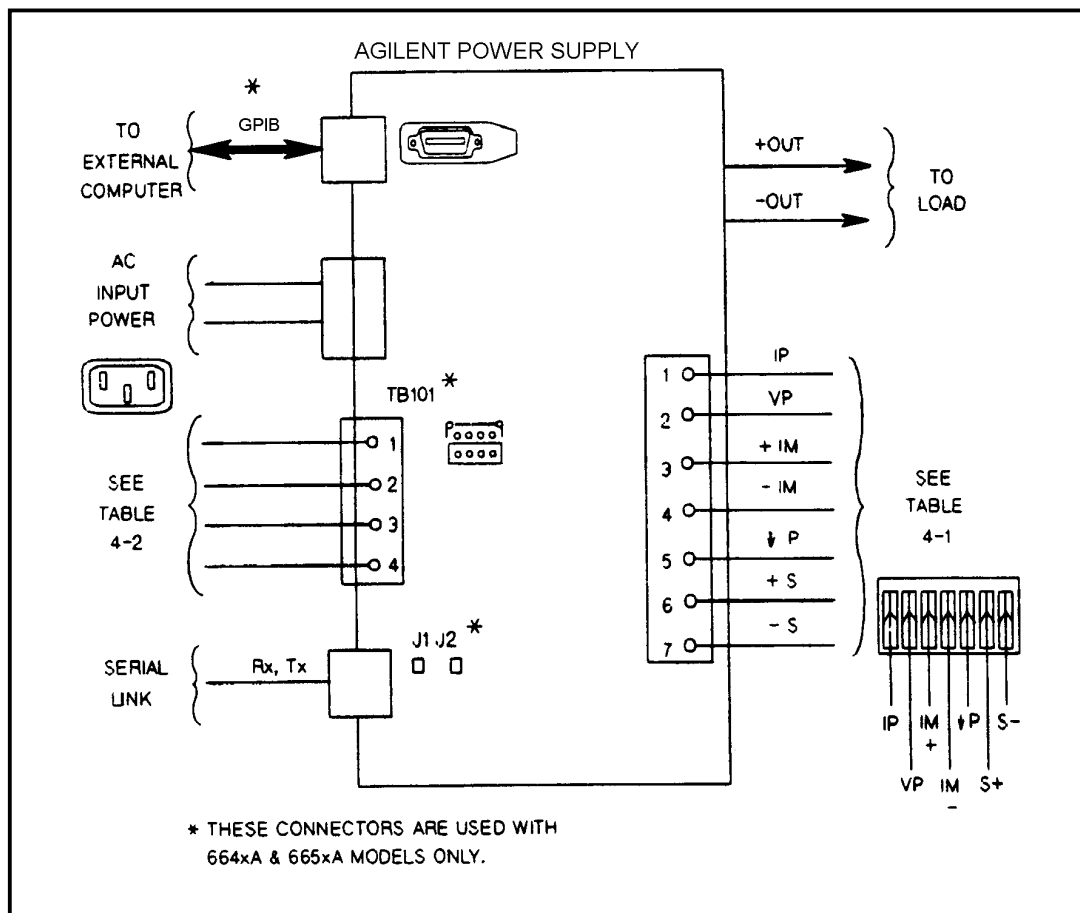 AGILENT POWER SUPPLY
*
GPIB
TO
EXTERNAL
COMPUTER
+OUT
-OUT
TO
LOAD
AC
INPUT
POWER
TB101 *
1
2
3
4
SEE
TABLE
4-2
1
2
3
4
5
6
7
IP
VP
+ IM
- IM
P
+ S
- S
SEE
TABLE
4-1
J1 J2 *
SERIAL
LINK
Rx, Tx
IP
IM
+
P
S-
VP
IM
-
S+
* THESE CONNECTORS ARE USED WITH
664xA & 665xA MODELS ONLY.